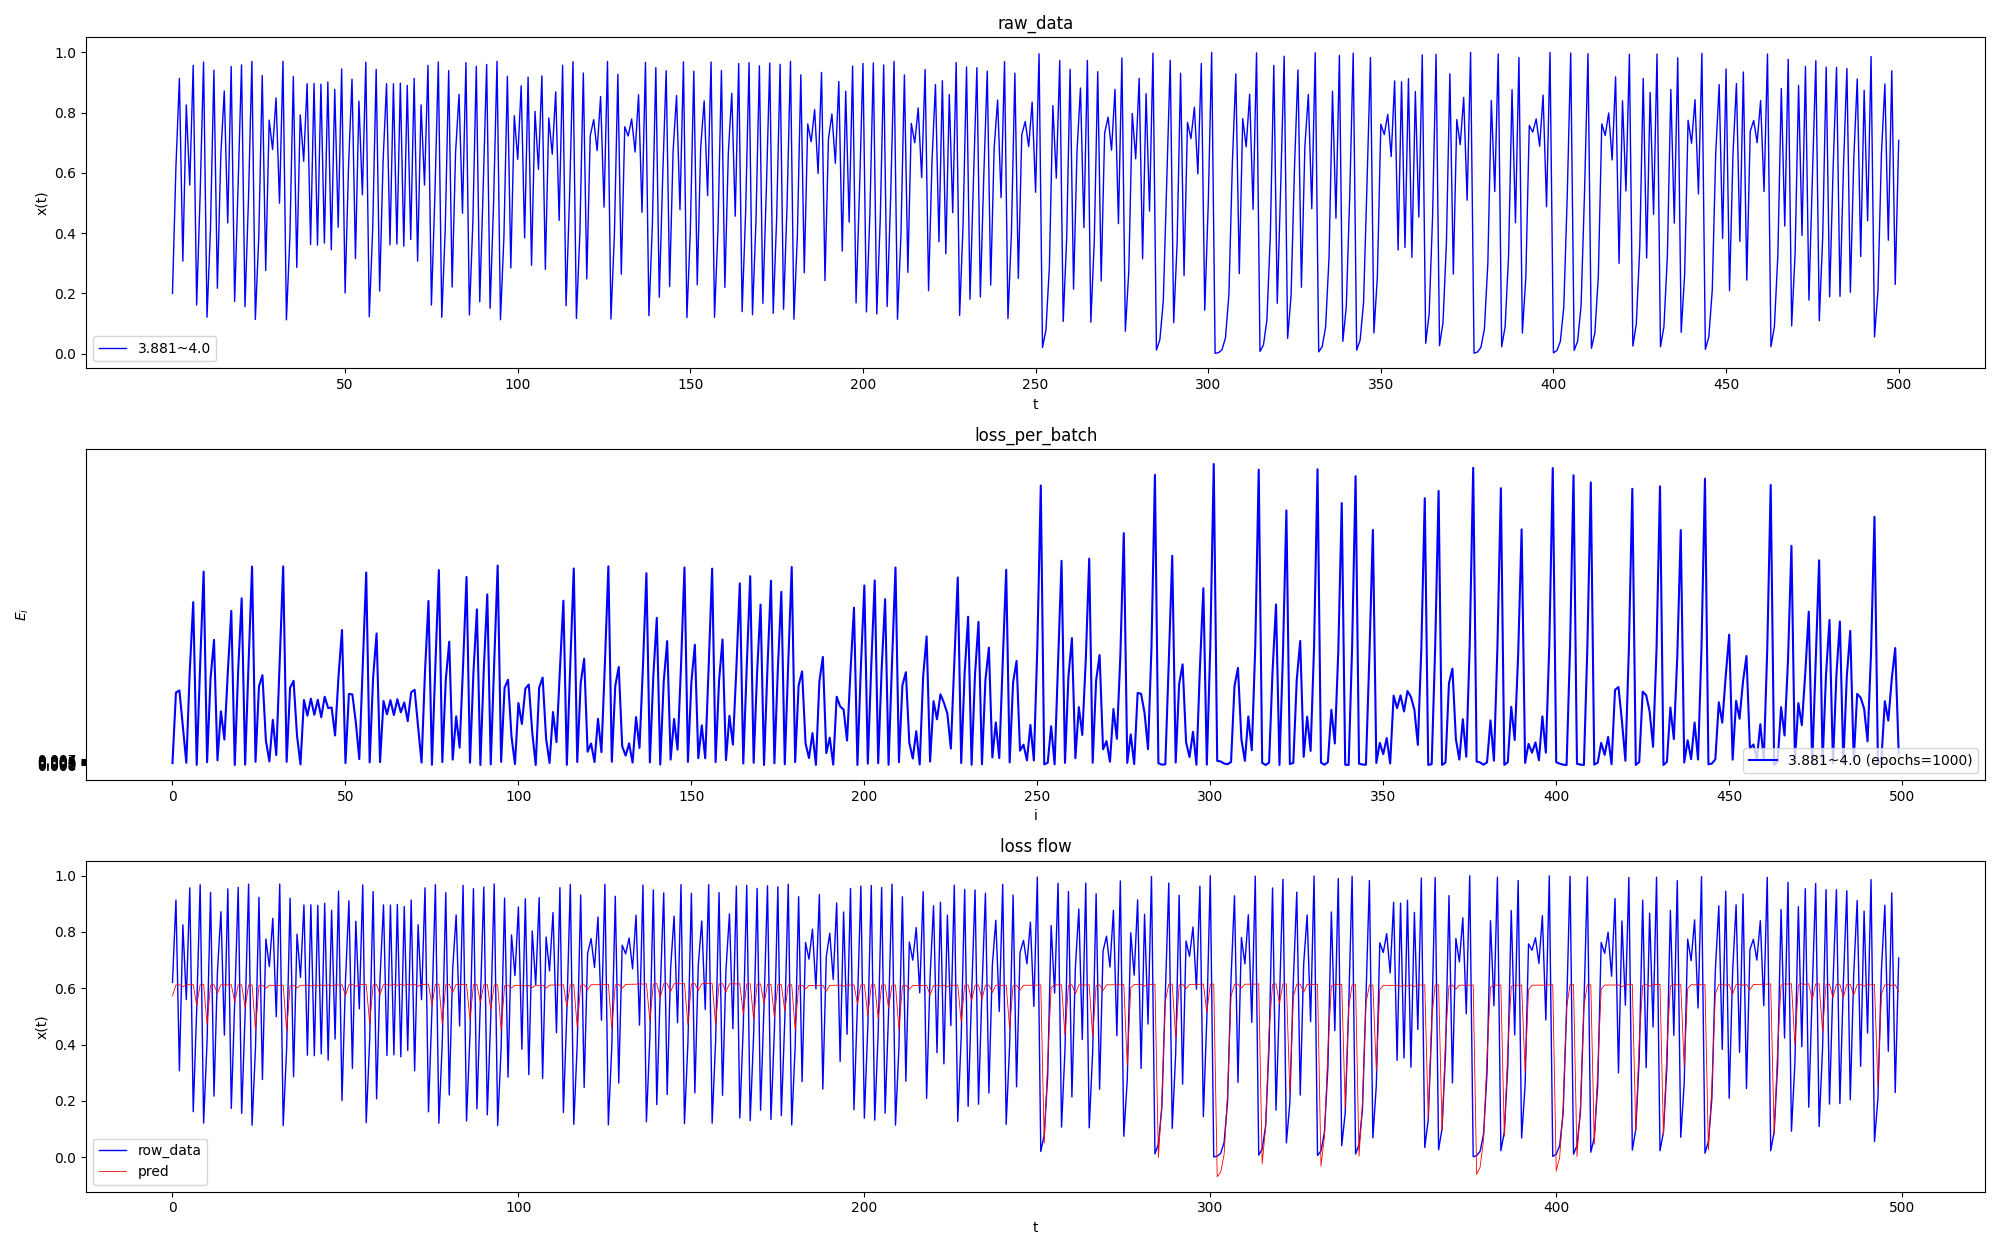 raw_data
x(t)
1.0
0.8
0.6
0.4
0.2
0.0
3.881~4.0
50 100 150 200 250 300 350 400 450 500
t
loss_per_batch
E_i
3.881~4.0 (epochs=1000)
0 50 100 150 200 250 300 350 400 450 500
i
loss flow
x(t)
1.0
0.8
0.6
0.4
0.2
0.0
row_data
pred
0 100 200 300 400 500
t